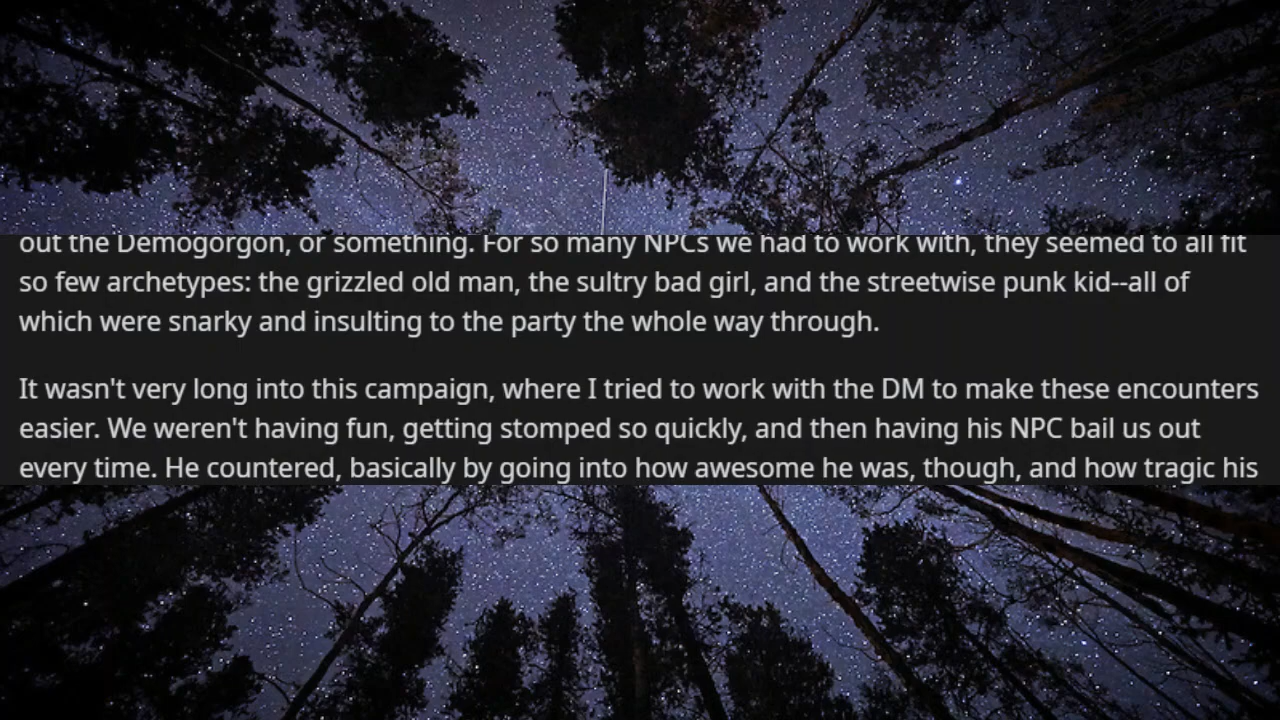 out the Demogorgon, or something. For so many NPCs we had to work with, they seemed to all fit
so few archetypes: the grizzled old man, the sultry bad girl, and the streetwise punk kid--all of
which were snarky and insulting to the party the whole way through.
It wasn't very long into this campaign, where I tried to work with the DM to make these encounters
easier. We weren't having fun, getting stomped so quickly, and then having his NPC bail us out
every time. He countered, basically by going into how awesome he was, though, and how tragic his